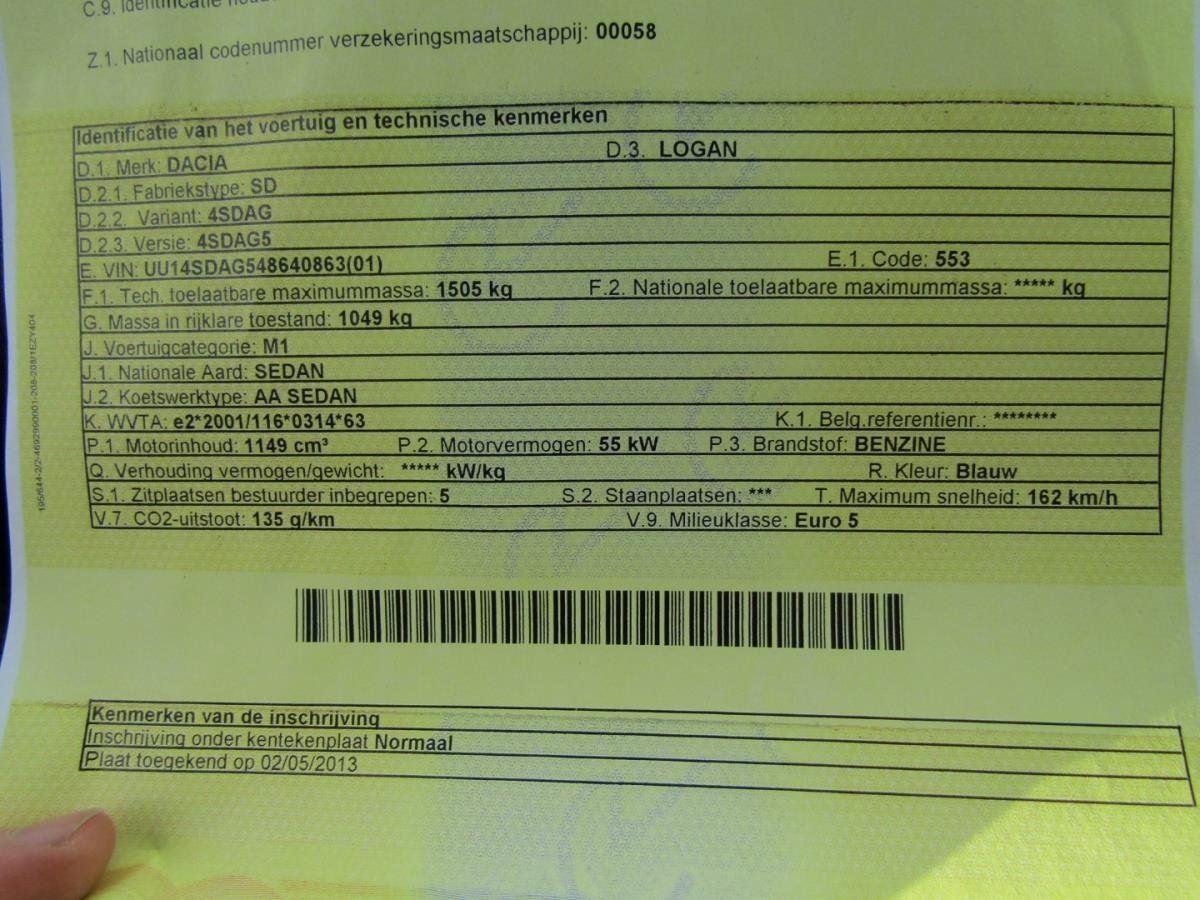 C.9. Identificatie
Z.1. Nationaal codenummer verzekeringsmaatschappij: 00058
Identificatie van het voertuig en technische kenmerken
D.1. Merk: DACIA D.3. LOGAN
D.2.1. Fabriekstype: SD
D.2.2. Variant: 4SDAG
D.2.3. Versie: 4SDAG5
E. VIN: UU14SDAG548640863(01) E.1. Code: 553
F.1. Tech. toelaatbare maximummassa: 1505 kg F.2. Nationale toelaatbare maximummassa: ***** kg
G. Massa in rijklare toestand: 1049 kg
J. Voertuigcategorie: M1
J.1. Nationale Aard: SEDAN
J.2. Koetswerktype: AA SEDAN
K. WVTA: e2*2001/116*0314*63 K.1. Belg.referentienr.: ********
P.1. Motorinhoud: 1149 cm³ P.2. Motorvermogen: 55 kW P.3. Brandstof: BENZINE
Q. Verhouding vermogen/gewicht: ***** kW/kg R. Kleur: Blauw
S.1. Zitplaatsen bestuurder inbegrepen: 5 S.2. Staanplaatsen: *** T. Maximum snelheid: 162 km/h
V.7. CO2-uitstoot: 135 g/km V.9. Milieuklasse: Euro 5
Kenmerken van de inschrijving
Inschrijving onder kentekenplaat Normaal
Plaat toegekend op 02/05/2013